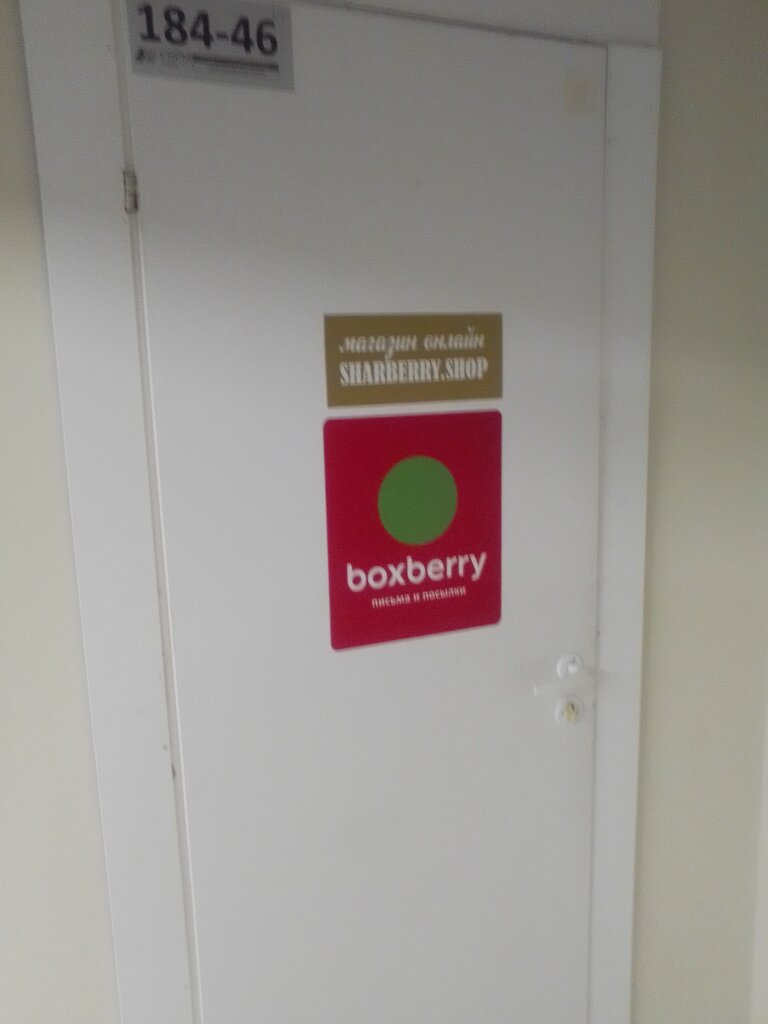 184-46
магазин онлайн
SHARBERRY.SHOP
boxberry
письма и посылки